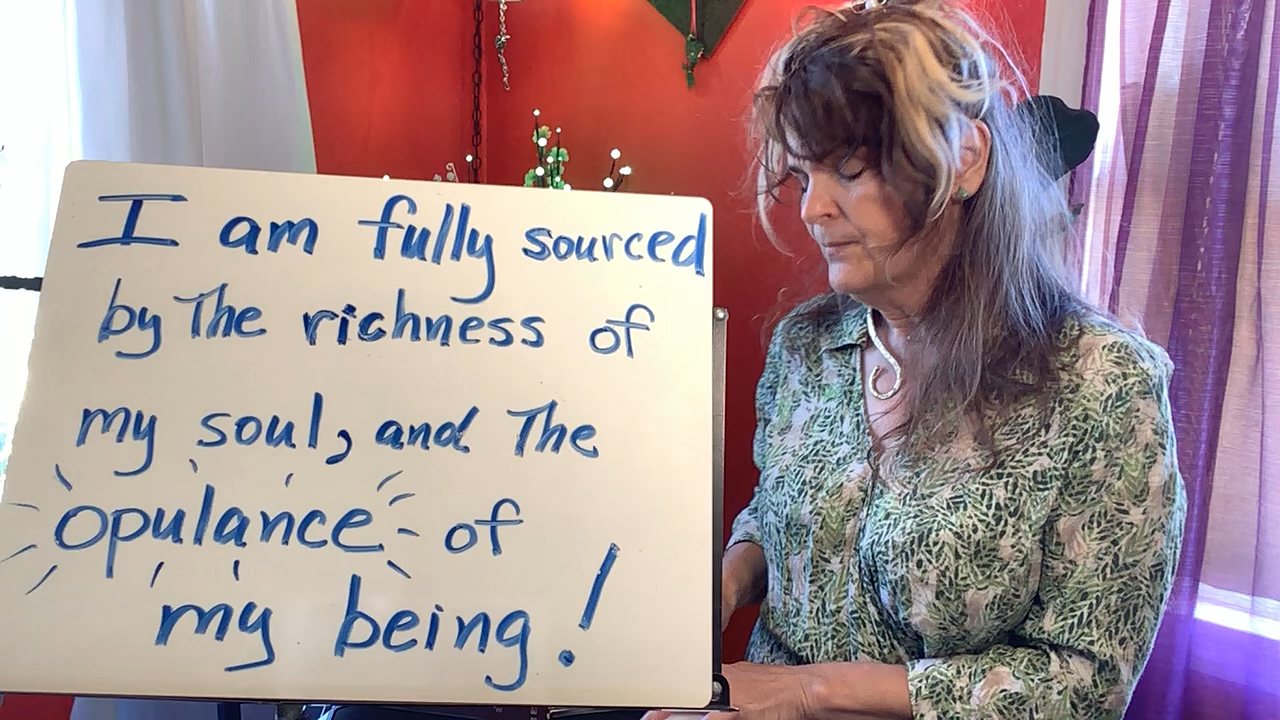 I am fully sourced
by The richness of
my soul, and The
opulance of
my being!